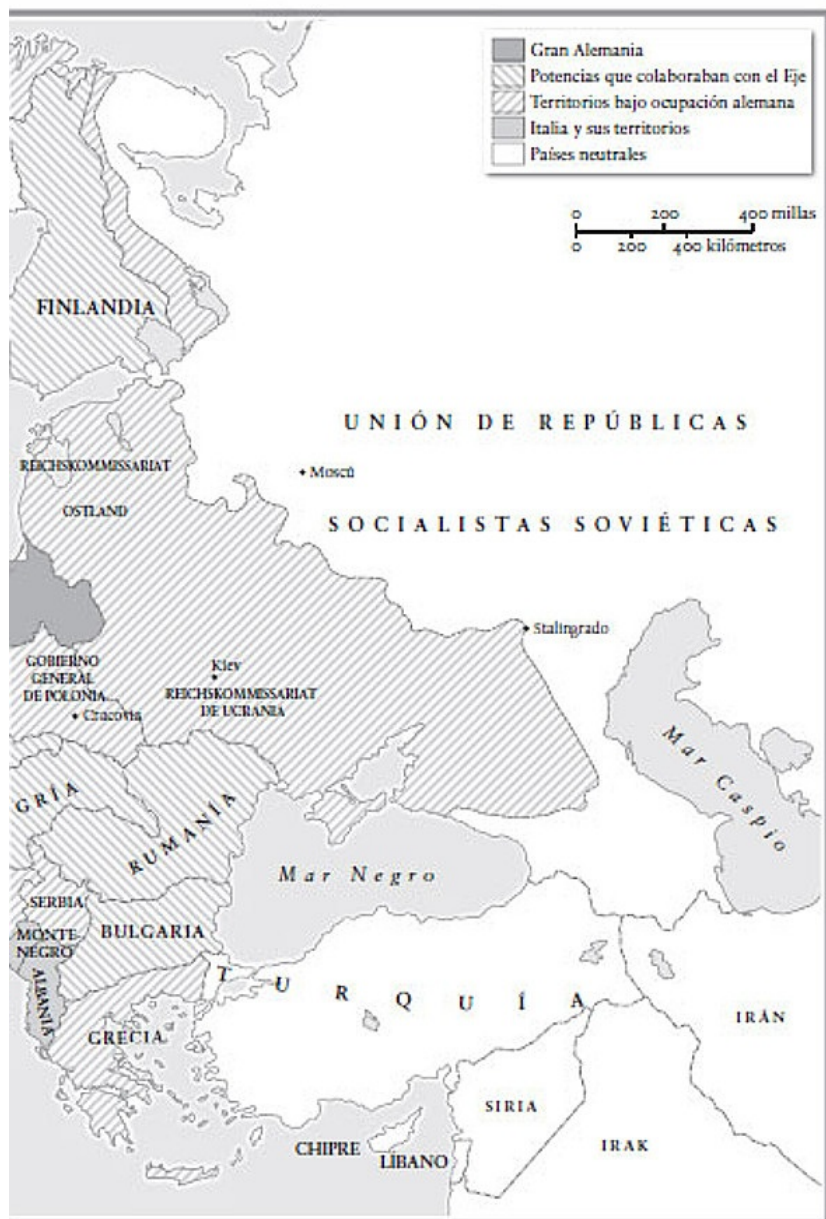 Gran Alemania
Potencias que colaboraban con el Eje
Territorios bajo ocupación alemana
Italia y sus territorios
Países neutrales
0 200 400 millas
0 200 400 kilómetros
FINLANDIA
UNIÓN DE REPÚBLICAS
REICHSKOMMISSARIAT
Moscú
OSTLAND
SOCIALISTAS SOVIÉTICAS
Stalingrado
GOBIERNO
GENERAL
DE POLONIA
Kiev
REICHSKOMMISSARIAT
DE UCRANIA
Cracovia
Mar Caspio
GRÍA
RUMANÍA
Mar Negro
SERBIA
MONTE-
NEGRO
BULGARIA
ALBANIA
TURQUÍA
GRECIA
IRÁN
SIRIA
IRAK
CHIPRE
LÍBANO